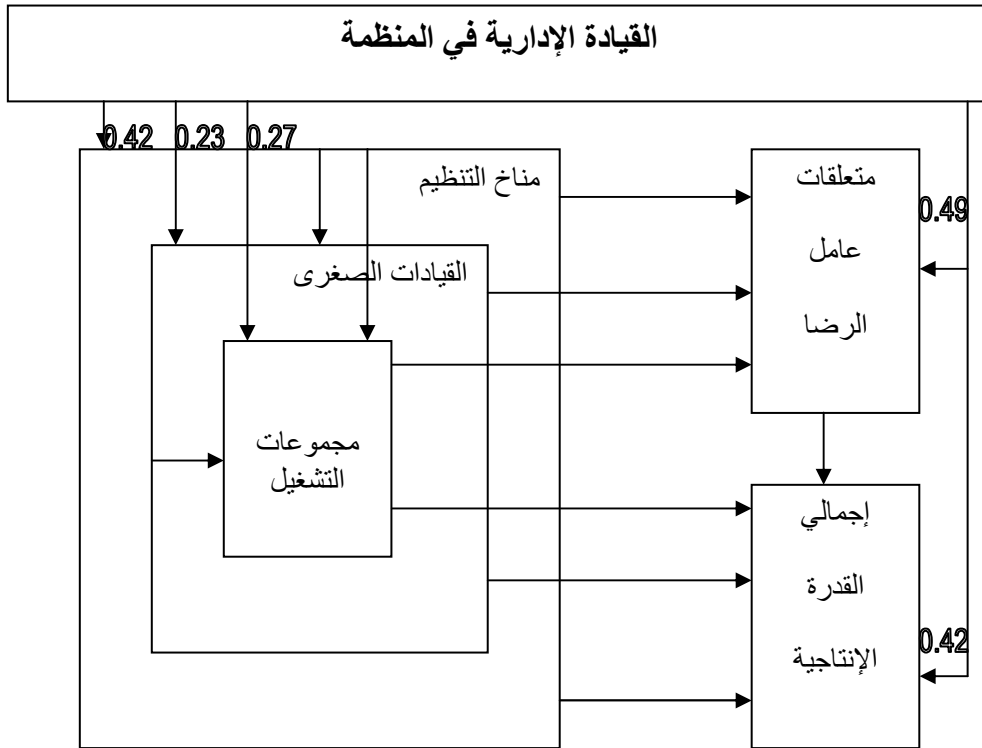 القيادة الإدارية في المنظمة
0.42 0.23 0.27
مناخ التنظيم
متعلقات
عامل
الرضا
0.49
القيادات الصغرى
مجموعات
التشغيل
إجمالي
القدرة
الإنتاجية
0.42